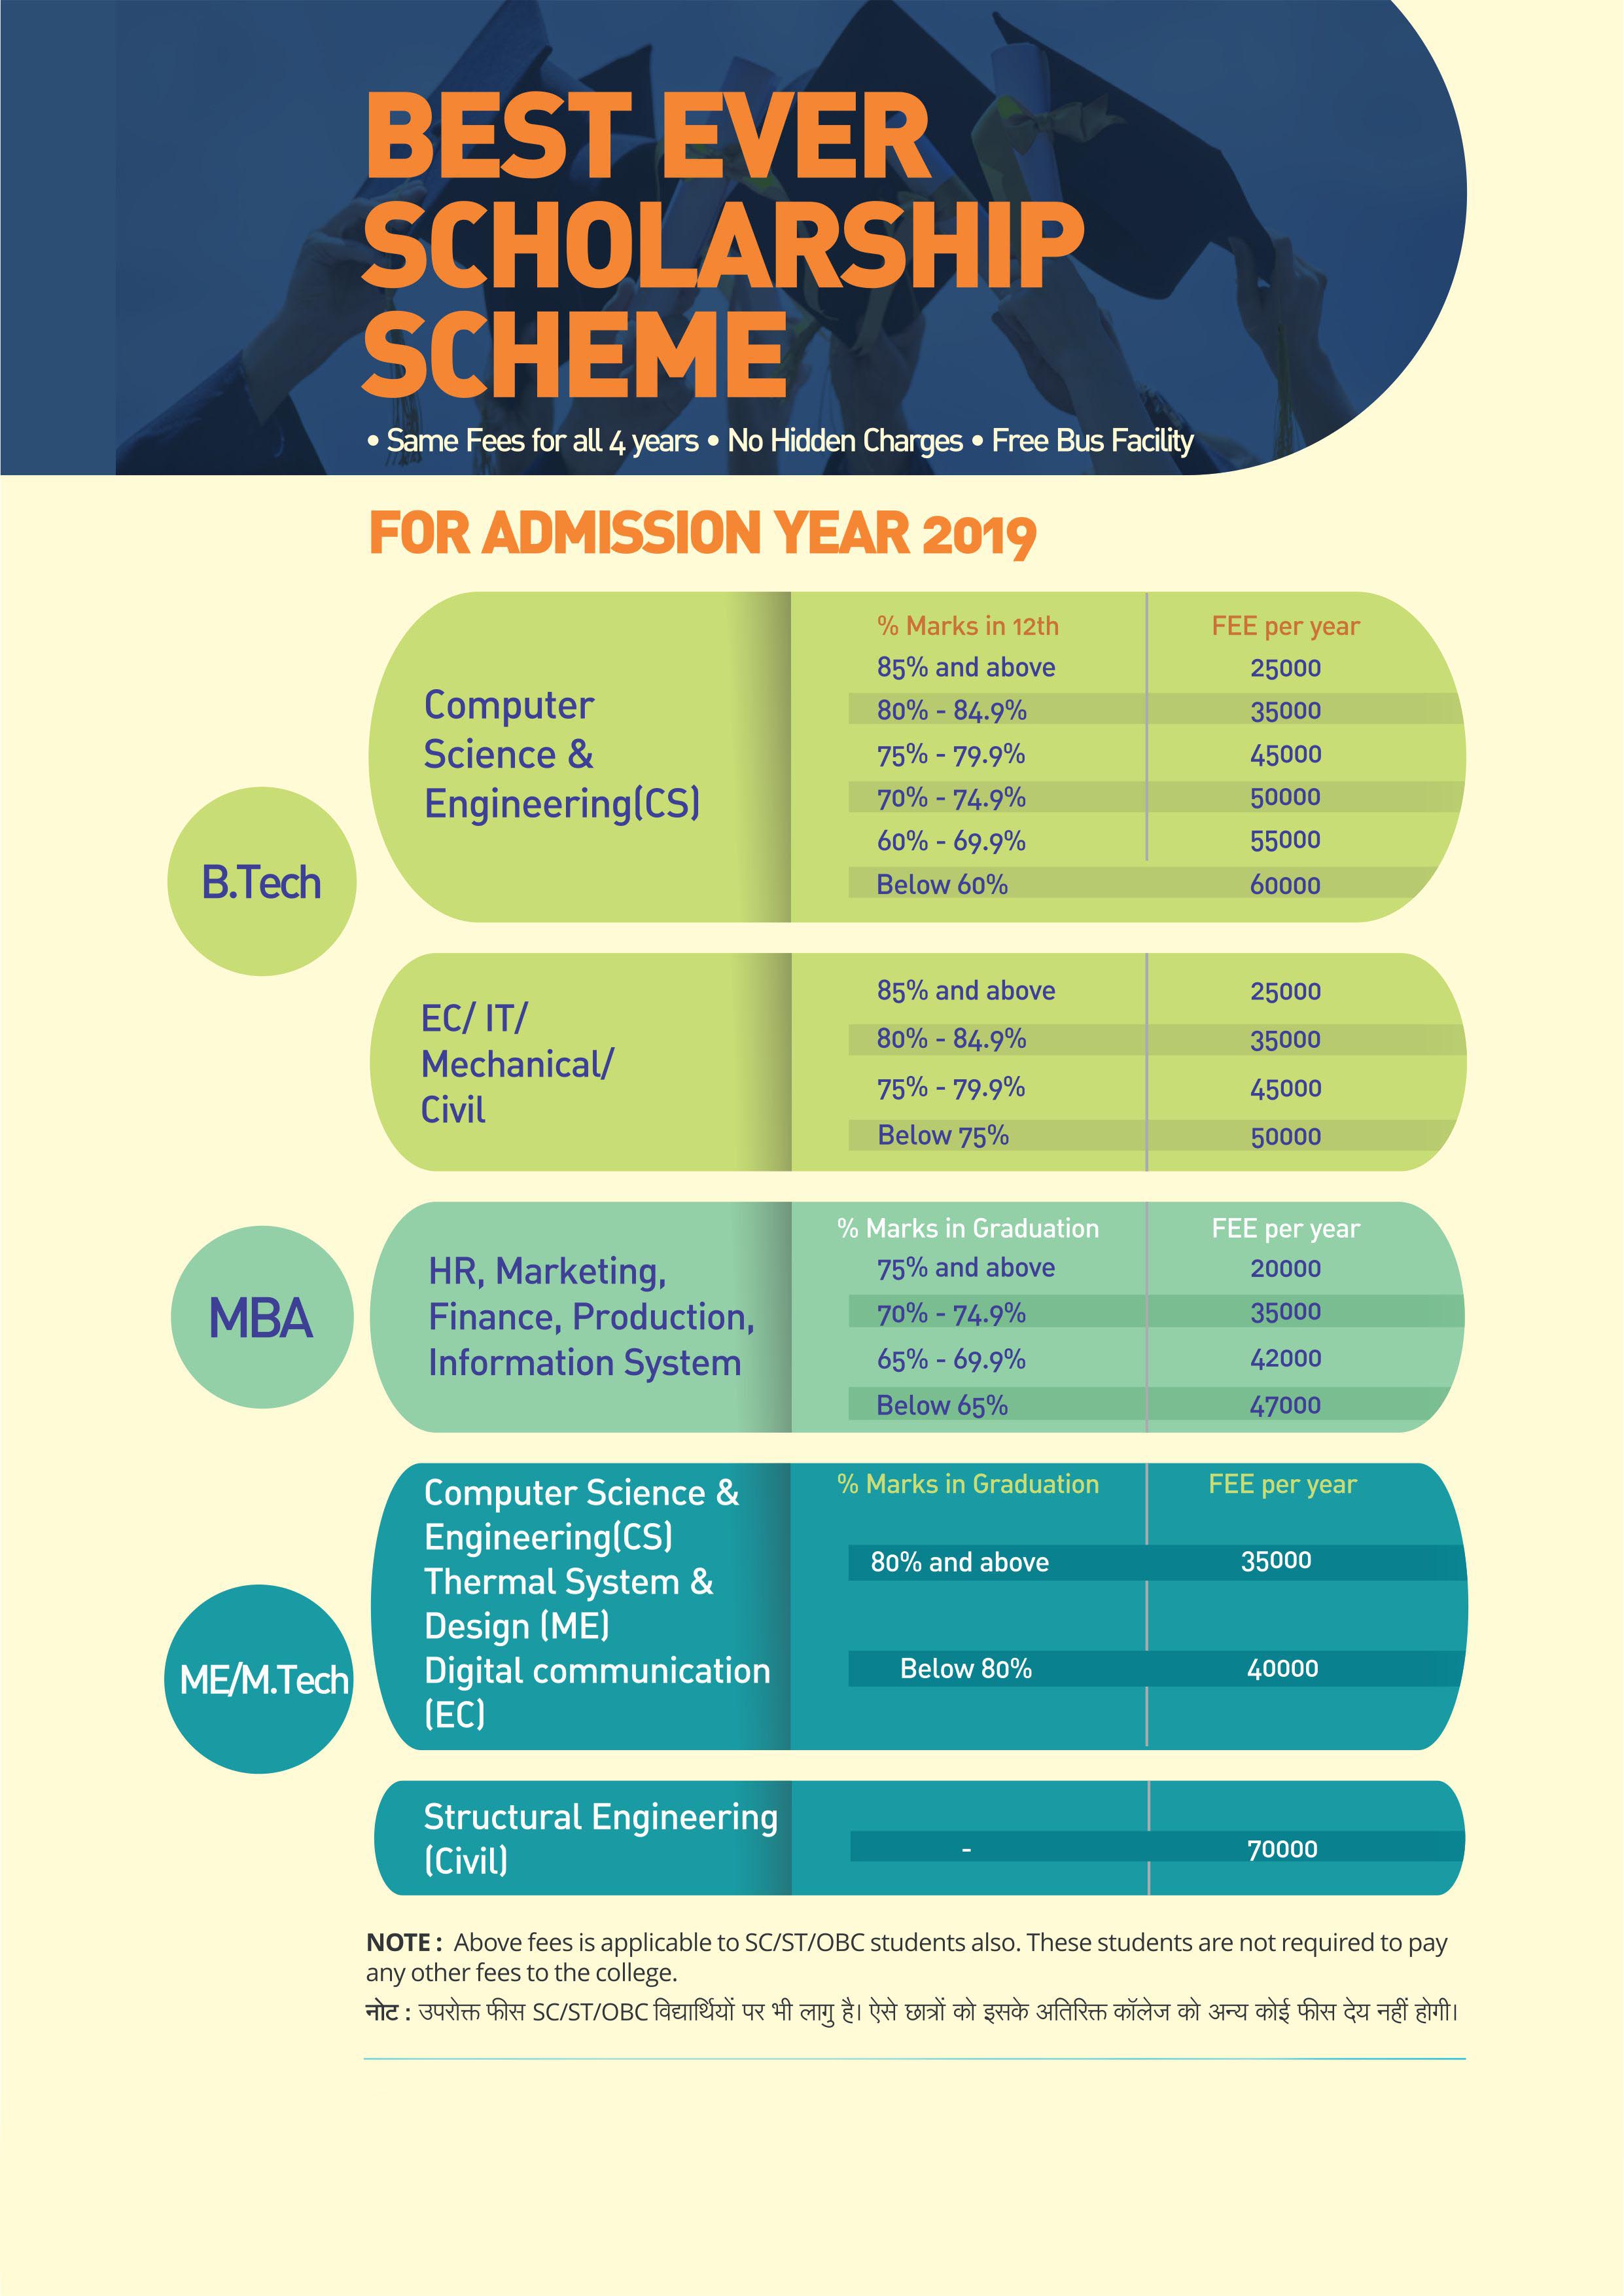 BEST EVER
SCHOLARSHIP
SCHEME
• Same Fees for all 4 years • No Hidden Charges • Free Bus Facility
FOR ADMISSION YEAR 2019
B.Tech
Computer
Science &
Engineering(CS)
% Marks in 12th FEE per year
85% and above 25000
80% - 84.9% 35000
75% - 79.9% 45000
70% - 74.9% 50000
60% - 69.9% 55000
Below 60% 60000
EC/ IT/
Mechanical/
Civil
85% and above 25000
80% - 84.9% 35000
75% - 79.9% 45000
Below 75% 50000
MBA
HR, Marketing,
Finance, Production,
Information System
% Marks in Graduation FEE per year
75% and above 20000
70% - 74.9% 35000
65% - 69.9% 42000
Below 65% 47000
ME/M.Tech
Computer Science &
Engineering(CS)
Thermal System &
Design (ME)
Digital communication
(EC)
% Marks in Graduation FEE per year
80% and above 35000
Below 80% 40000
Structural Engineering
(Civil)
- 70000
NOTE : Above fees is applicable to SC/ST/OBC students also. These students are not required to pay
any other fees to the college.
नोट : उपरोक्त फीस SC/ST/OBC विद्यार्थियों पर भी लागु है। ऐसे छात्रों को इसके अतिरिक्त कॉलेज को अन्य कोई फीस देय नहीं होगी।